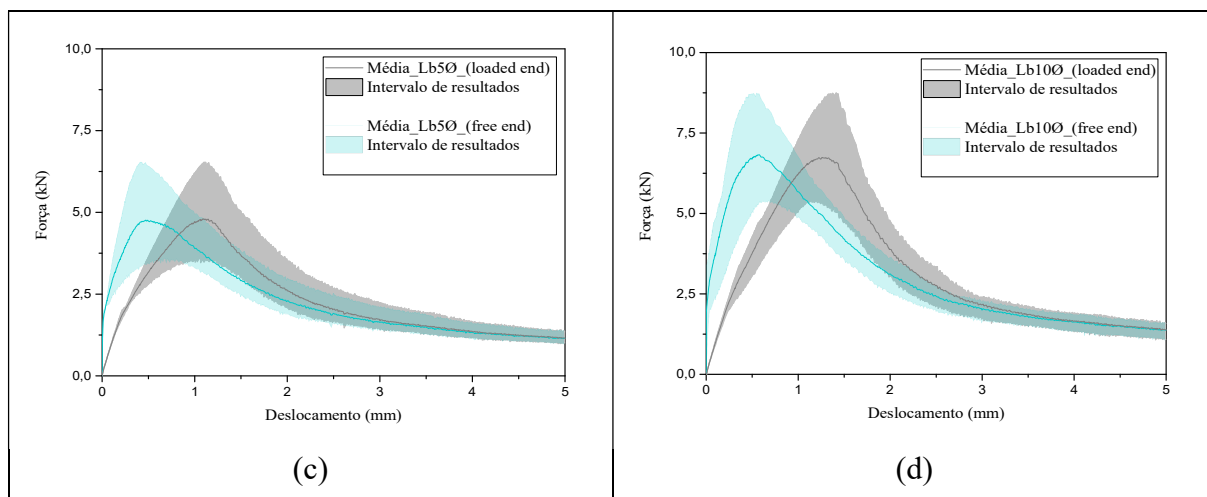 10,0
7,5
5,0
2,5
0,0
Força (kN)
Média_Lb5Ø_(loaded end)
Intervalo de resultados
Média_Lb5Ø_(free end)
Intervalo de resultados
0 1 2 3 4 5
Deslocamento (mm)
(c)
10,0
7,5
5,0
2,5
0,0
Força (kN)
Média_Lb10Ø_(loaded end)
Intervalo de resultados
Média_Lb10Ø_(free end)
Intervalo de resultados
0 1 2 3 4 5
Deslocamento (mm)
(d)